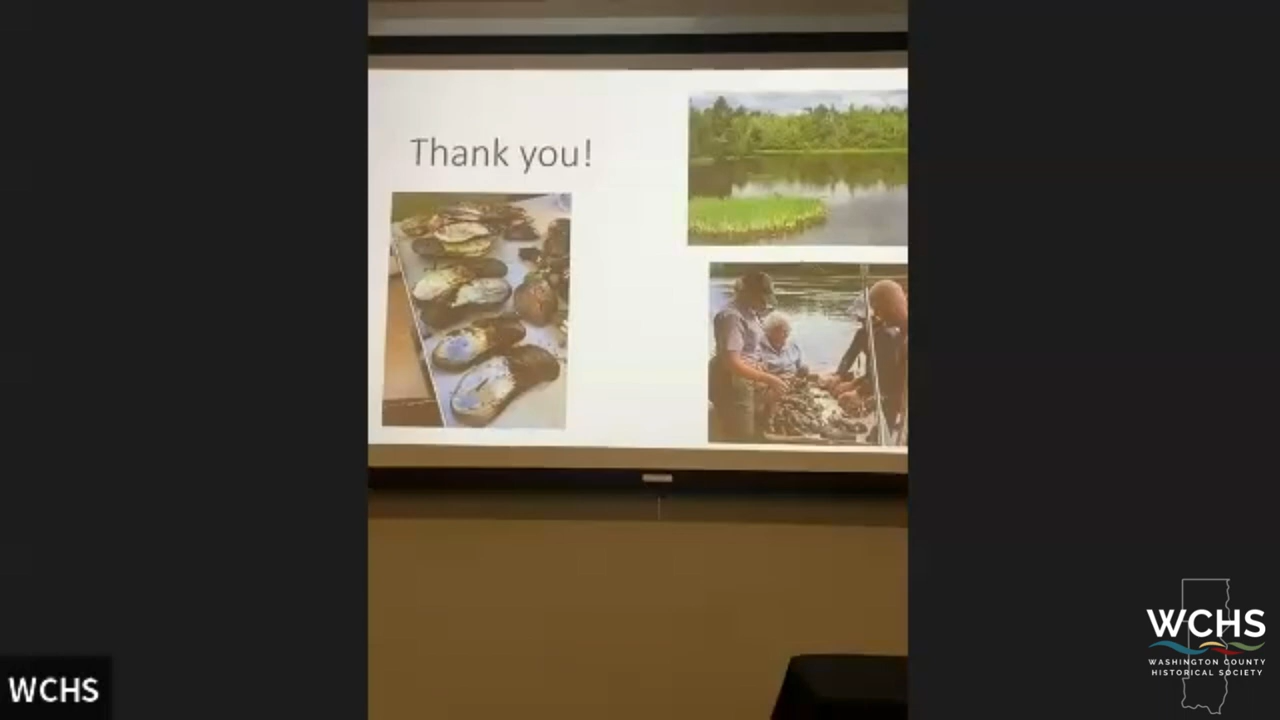 Thank you!
WCHS
WCHS
WASHINGTON COUNTY
HISTORICAL SOCIETY